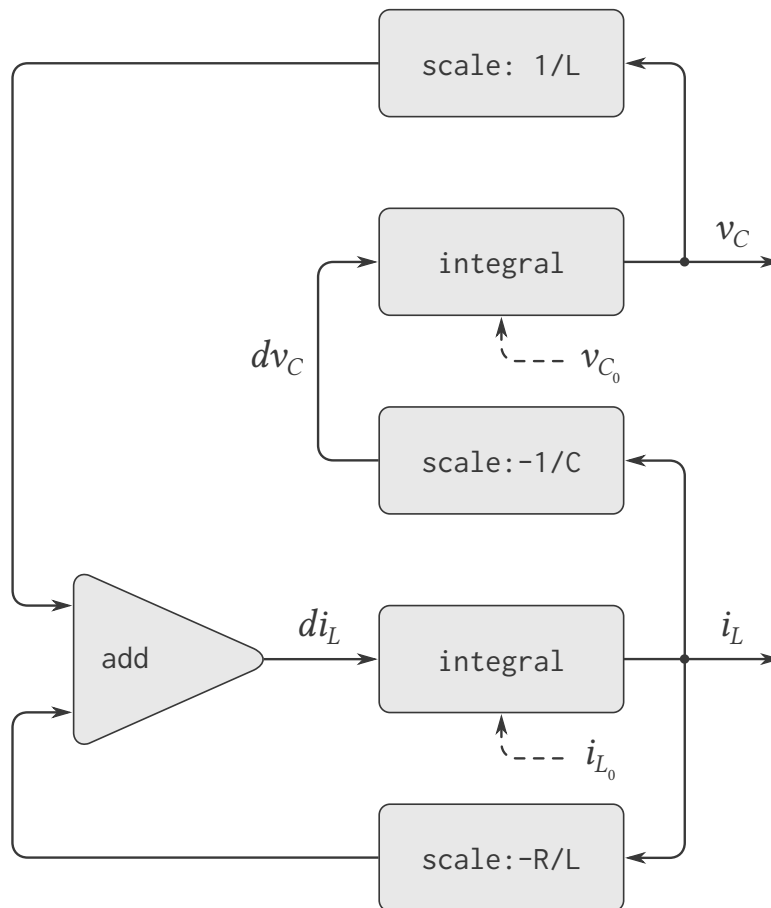 scale: 1/L
v_C
integral
dv_C
v_{C_0}
scale:-1/C
add
di_L
integral
i_L
i_{L_0}
scale:-R/L